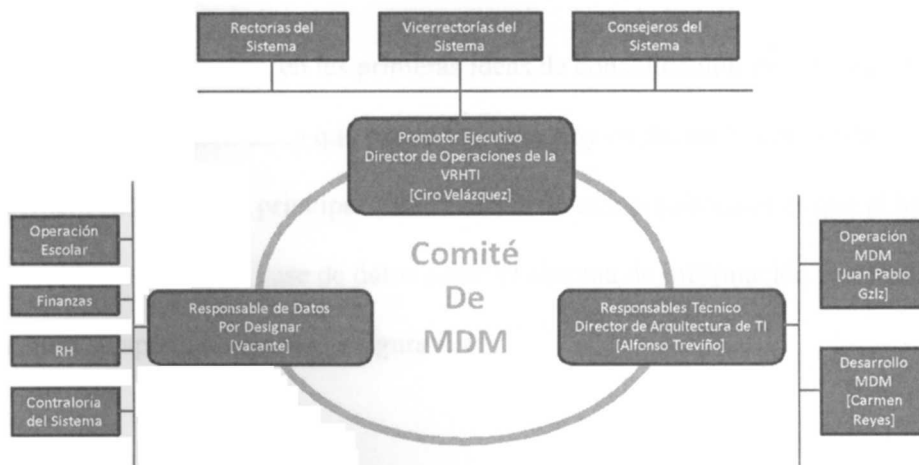 Rectorías del
Sistema
Vicerrectorías del
Sistema
Consejeros del
Sistema
Promotor Ejecutivo
Director de Operaciones de la
VRHTI
[Ciro Velázquez]
Comité
De
MDM
Operación
Escolar
Finanzas
RH
Contraloría
del Sistema
Responsable de Datos
Por Designar
[Vacante]
Responsables Técnico
Director de Arquitectura de TI
[Alfonso Treviño]
Operación
MDM
[Juan Pablo
Gzlz]
Desarrollo
MDM
[Carmen
Reyes]